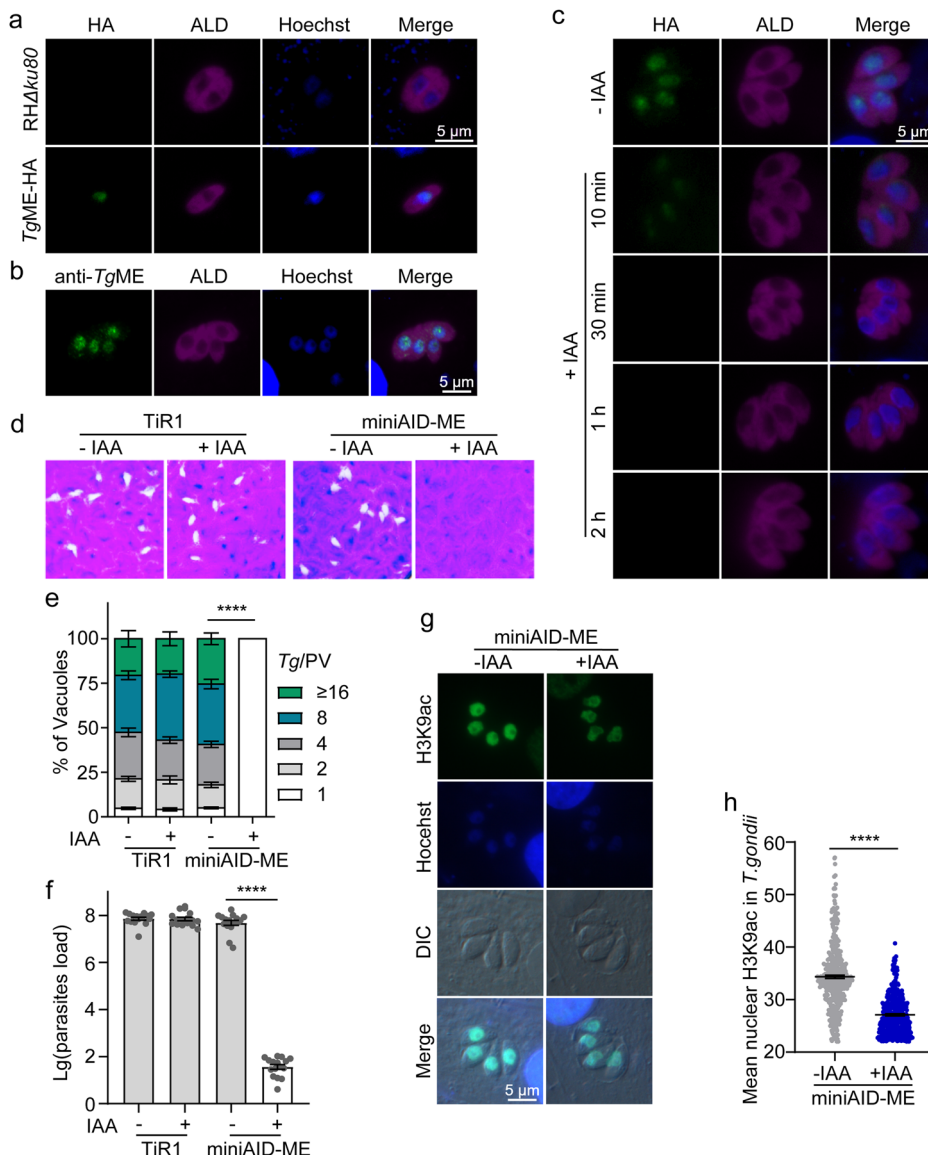 a
HA ALD Hoechst Merge
RHΔku80
5 µm
TgME-HA
b
anti-TgME ALD Hoechst Merge
5 µm
c
HA ALD Merge
- IAA
5 µm
+ IAA
10 min
30 min
1 h
2 h
d
TiR1 miniAID-ME
- IAA + IAA - IAA + IAA
e
****
% of Vacuoles
100
75
50
25
0
Tg/PV
≥16
8
4
2
1
IAA - + - +
TiR1 miniAID-ME
f
****
Lg(parasites load)
8
6
4
2
0
IAA - + - +
TiR1 miniAID-ME
g
miniAID-ME
-IAA +IAA
H3K9ac
Hocehst
DIC
Merge
5 µm
h
****
Mean nuclear H3K9ac in T.gondii
60
50
40
30
20
-IAA +IAA
miniAID-ME